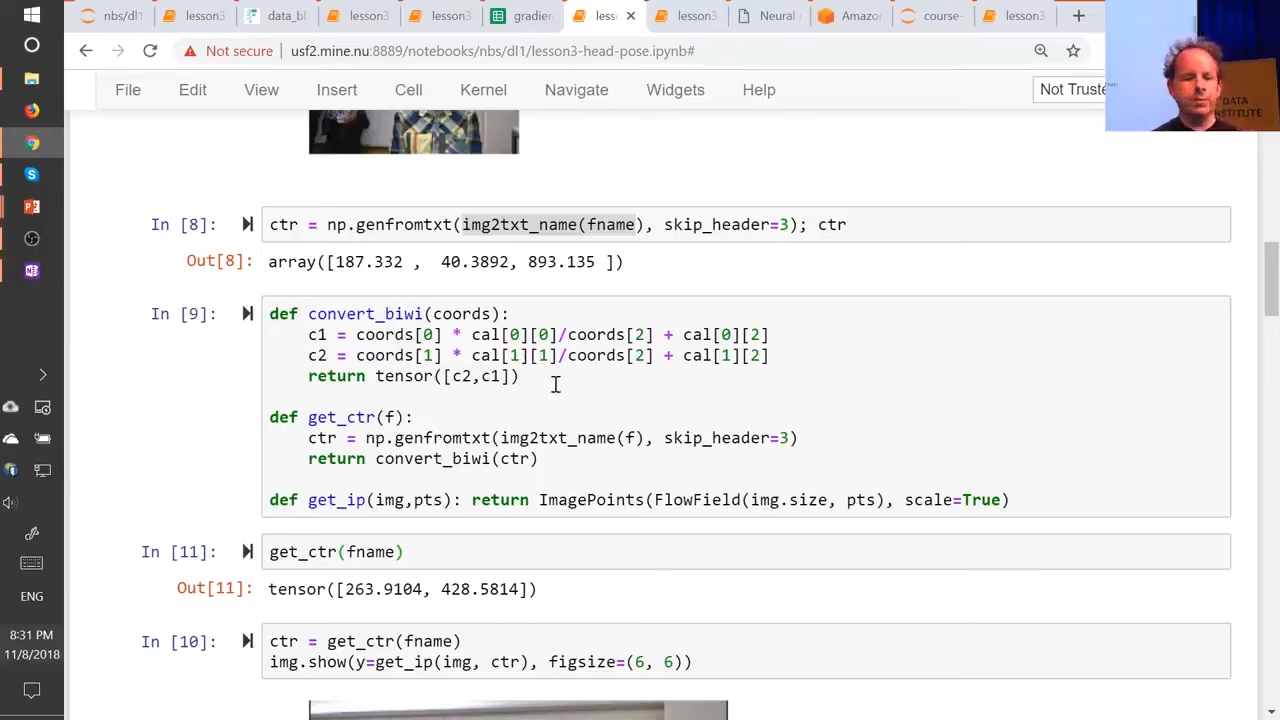 nbs/dl1
lesson3
data_bl
lesson3
lesson3
gradien
less
lesson3
Neural
Amazo
course-
lesson3
Not secure
usf2.mine.nu:8889/notebooks/nbs/dl1/lesson3-head-pose.ipynb#
File Edit View Insert Cell Kernel Navigate Widgets Help
Not Truste
DATA
INSTITUTE
In [8]: ctr = np.genfromtxt(img2txt_name(fname), skip_header=3); ctr
Out[8]: array([187.332 ,  40.3892, 893.135 ])
In [9]: def convert_biwi(coords):
c1 = coords[0] * cal[0][0]/coords[2] + cal[0][2]
c2 = coords[1] * cal[1][1]/coords[2] + cal[1][2]
return tensor([c2,c1])
def get_ctr(f):
ctr = np.genfromtxt(img2txt_name(f), skip_header=3)
return convert_biwi(ctr)
def get_ip(img,pts): return ImagePoints(FlowField(img.size, pts), scale=True)
In [11]: get_ctr(fname)
Out[11]: tensor([263.9104, 428.5814])
In [10]: ctr = get_ctr(fname)
img.show(y=get_ip(img, ctr), figsize=(6, 6))
ENG
8:31 PM
11/8/2018